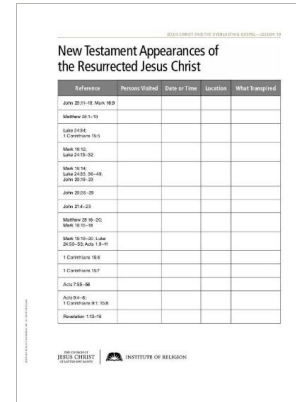 JESUS CHRIST AND THE EVERLASTING GOSPEL—LESSON 19
New Testament Appearances of
the Resurrected Jesus Christ
Reference Persons Visited Date or Time Location What Transpired
John 20:11–18; Mark 16:9
Matthew 28:1–10
Luke 24:34;
1 Corinthians 15:5
Mark 16:12;
Luke 24:13–32
Mark 16:14;
Luke 24:33, 36–49;
John 20:19–23
John 20:26–29
John 21:4–23
Matthew 28:16–20;
Mark 16:15–18
Mark 16:19–20; Luke
24:50–53; Acts 1:9–11
1 Corinthians 15:6
1 Corinthians 15:7
Acts 7:55–56
Acts 9:4–6;
1 Corinthians 9:1; 15:8
Revelation 1:13–18
THE CHURCH OF
JESUS CHRIST
OF LATTER-DAY SAINTS
INSTITUTE OF RELIGION